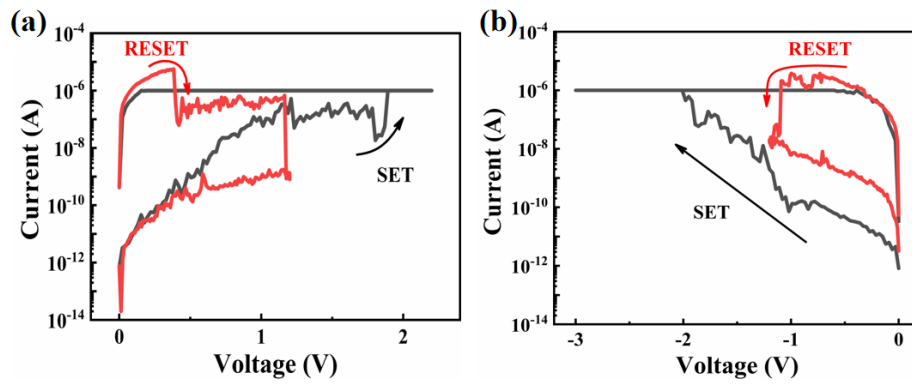 (a)
10^-4
10^-6
10^-8
10^-10
10^-12
10^-14
Current (A)
RESET
SET
0
1
2
Voltage (V)
(b)
10^-4
10^-6
10^-8
10^-10
10^-12
10^-14
Current (A)
RESET
SET
-3
-2
-1
0
Voltage (V)